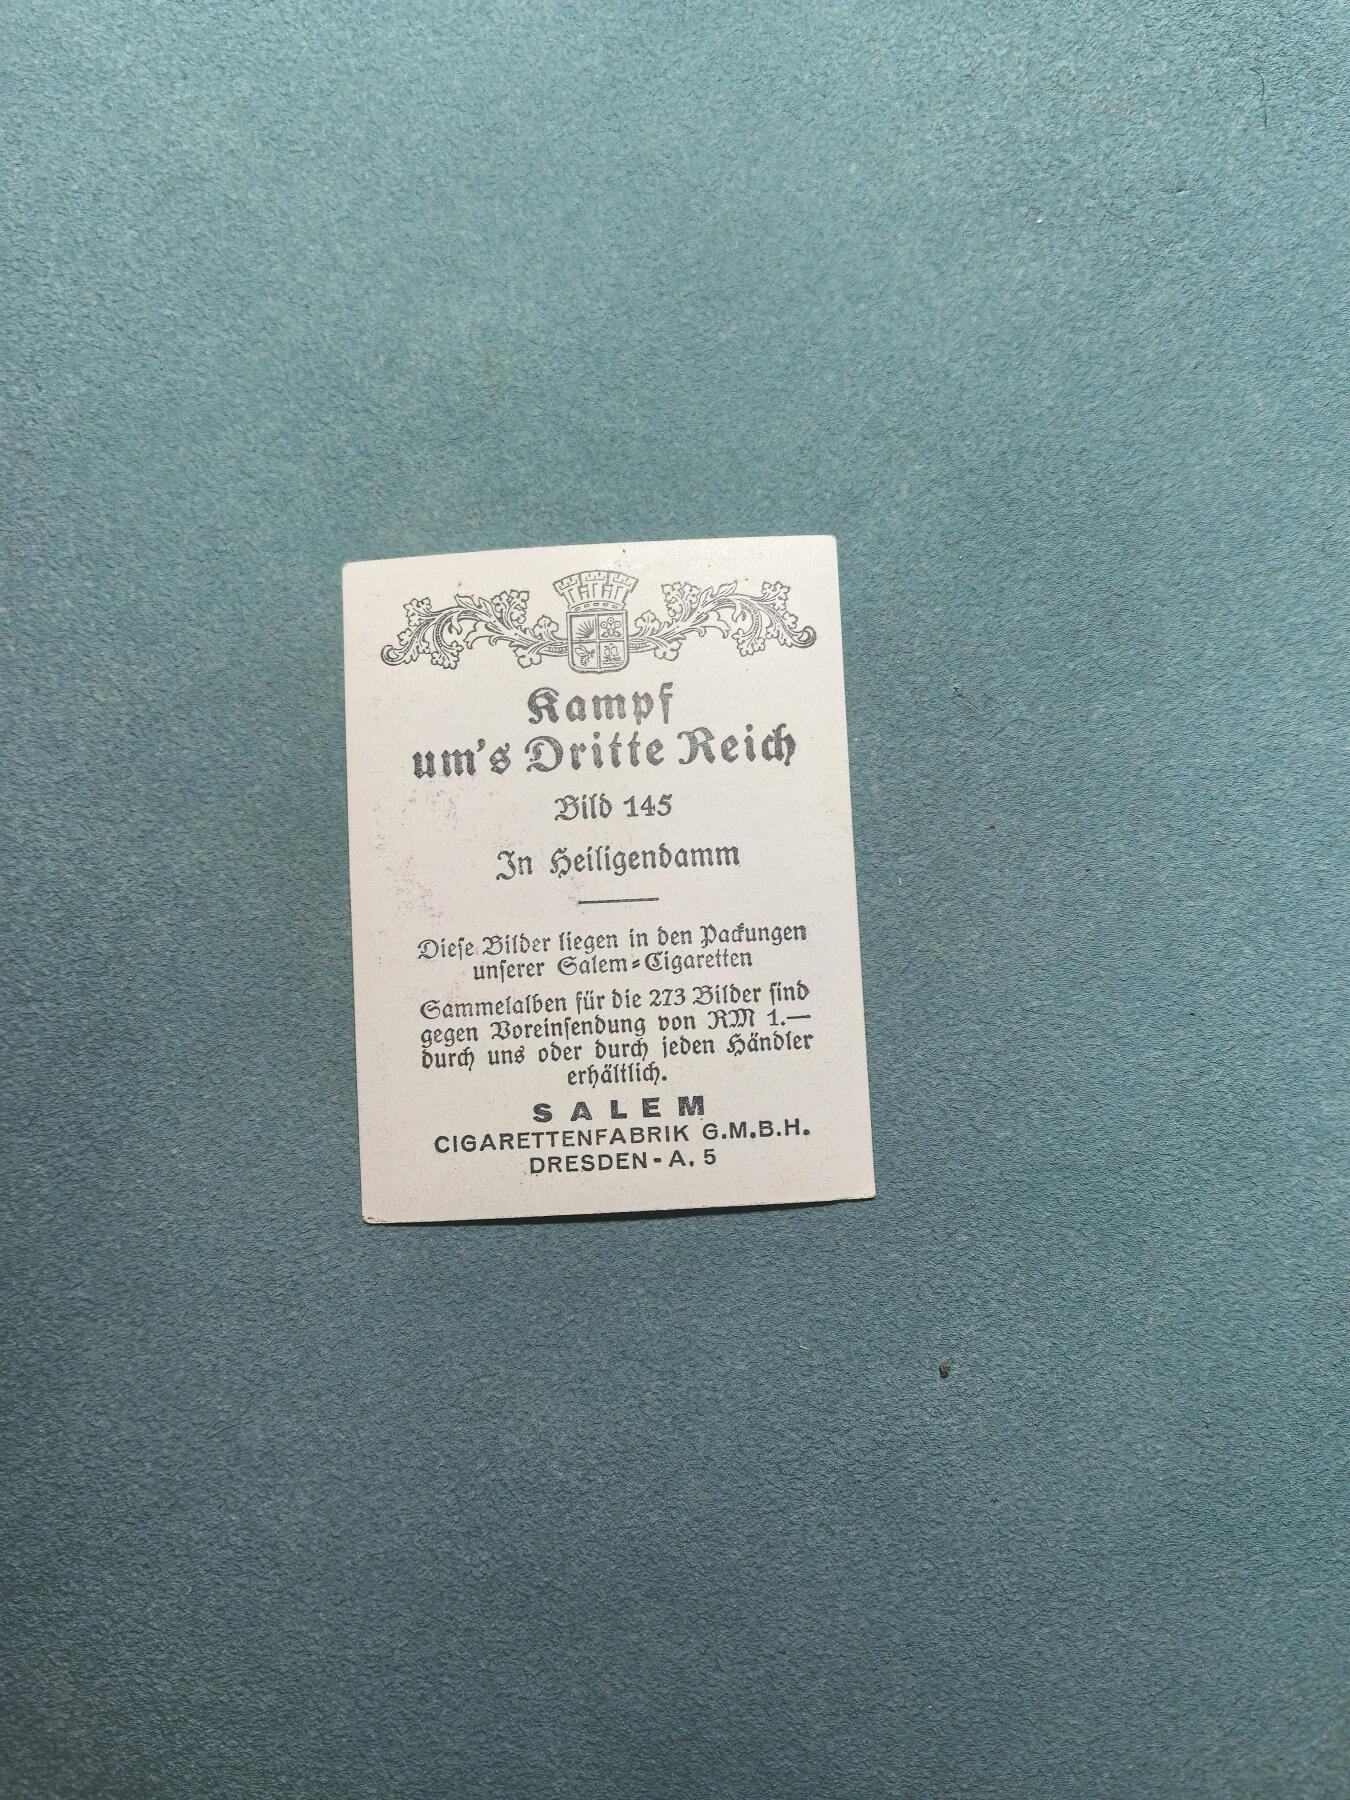 Kampf
um's Dritte Reich
Bild 145
In Heiligendamm
Diese Bilder liegen in den Packungen
unserer Salem-Cigaretten
Sammelalben für die 273 Bilder sind
gegen Voreinsendung von RM 1.—
durch uns oder durch jeden Händler
erhältlich.
SALEM
CIGARETTENFABRIK G.M.B.H.
DRESDEN-A. 5